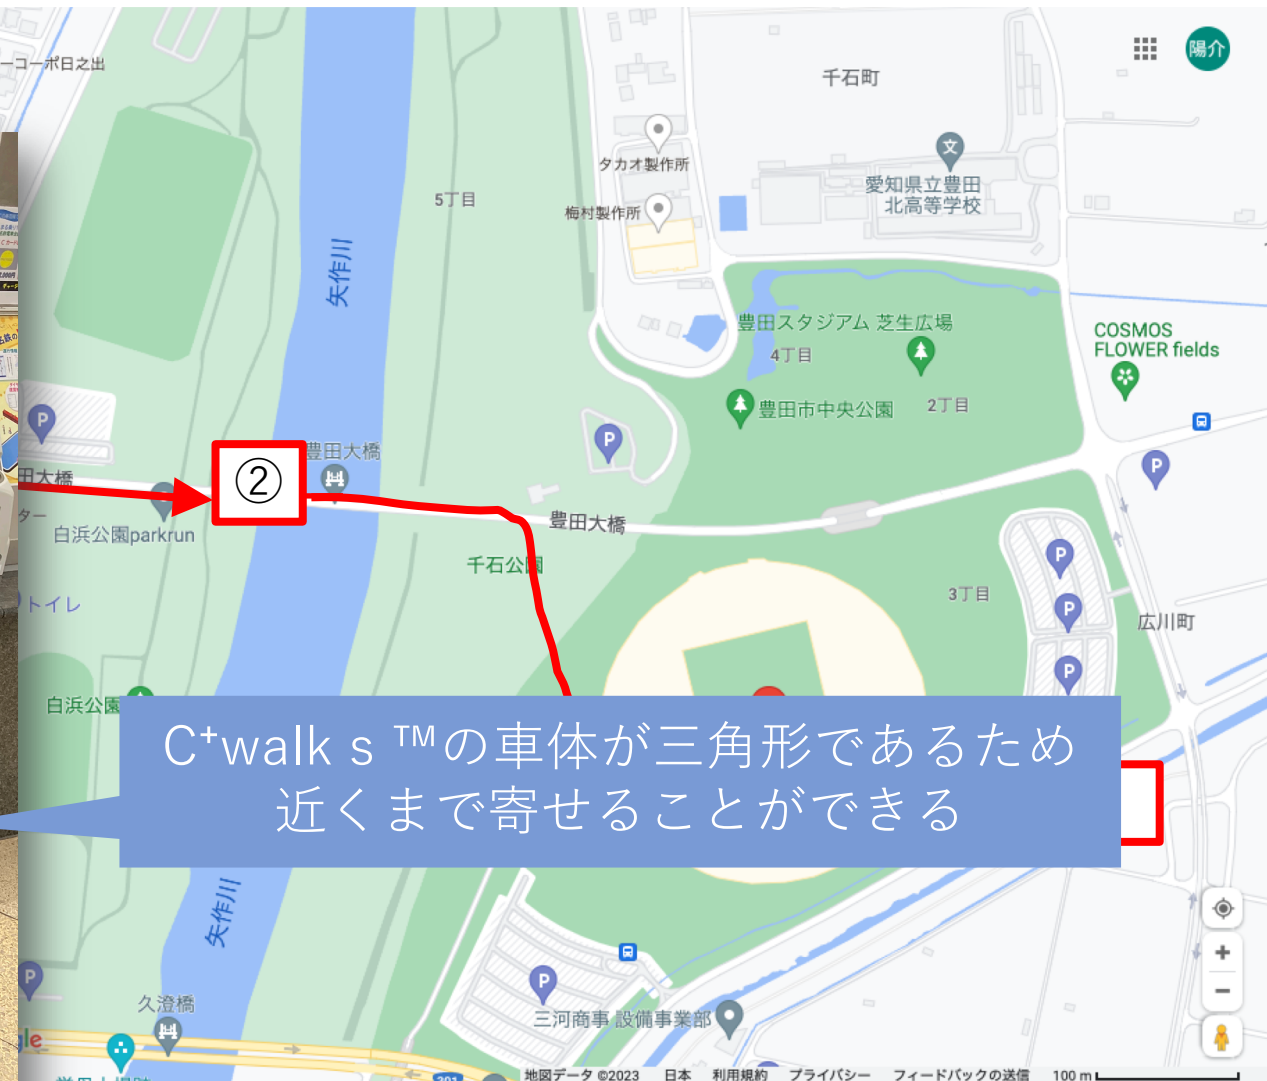 ーコーポ日之出
陽介
千石町
タカオ製作所
文
愛知県立豊田
北高等学校
5丁目
梅村製作所
矢作川
豊田スタジアム 芝生広場
4丁目
COSMOS
FLOWER fields
豊田市中央公園
2丁目
P
P
P
豊田大橋
田大橋
②
ター
白浜公園parkrun
豊田大橋
P
千石公園
3丁目
トイレ
P
広川町
P
白浜公園
C⁺walk s ™の車体が三角形であるため
近くまで寄せることができる
矢作川
P
P
久澄橋
三河商事 設備事業部
+
−
gle
地図データ ©2023 日本 利用規約 プライバシー フィードバックの送信 100 m